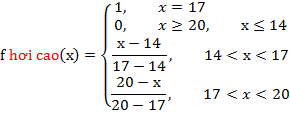 1, x = 17
0, x ≥ 20, x ≤ 14
f hơi cao(x) = { x − 14 / 17 − 14, 14 < x < 17
20 − x / 20 − 17, 17 < x < 20